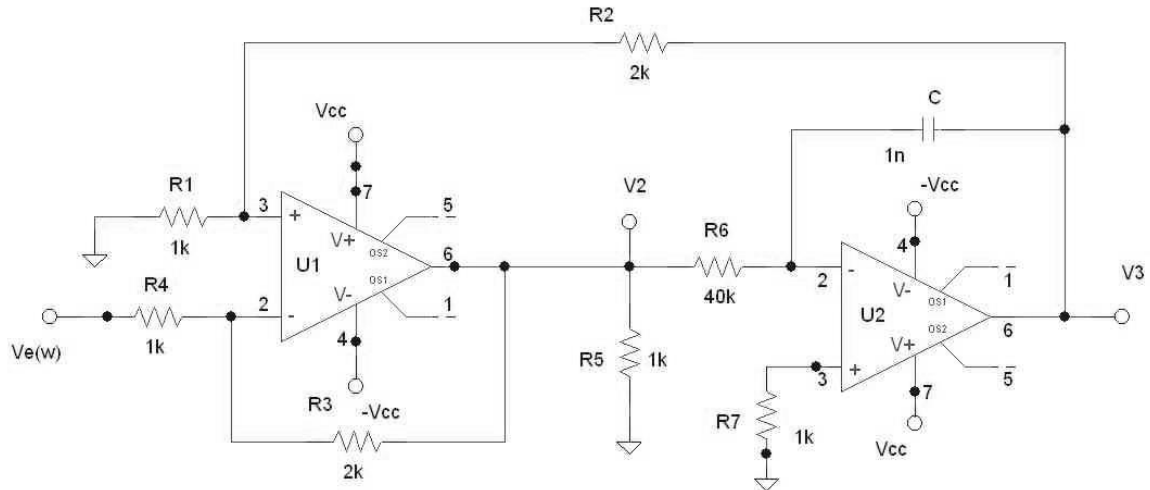 R2
2k
C
1n
Vcc
7
R1
1k
3
+
5
V+
OS2
U1
6
OS1
V-
1
R4
1k
2
-
4
Ve(w)
R3
-Vcc
2k
V2
R6
40k
R5
1k
-Vcc
4
2
-
V-
OS1
1
U2
OS2
6
V3
V+
3
+
5
7
R7
1k
Vcc